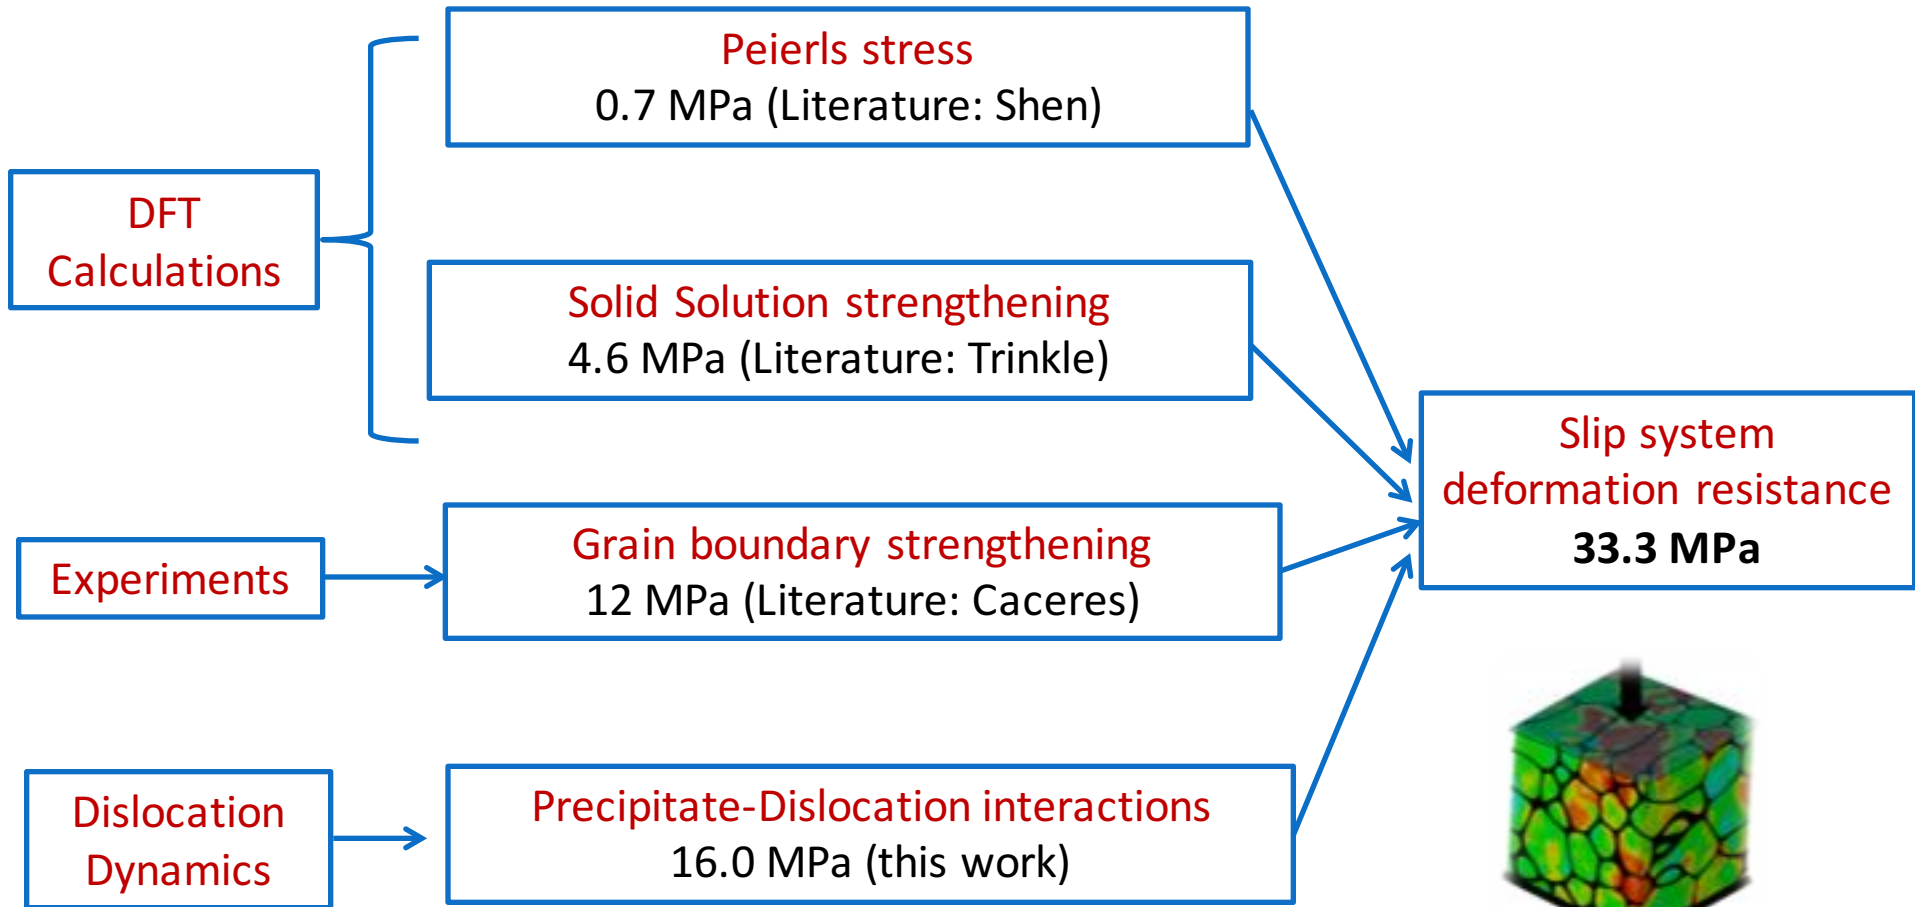 Peierls stress
0.7 MPa (Literature: Shen)
DFT
Calculations
Solid Solution strengthening
4.6 MPa (Literature: Trinkle)
Slip system
deformation resistance
33.3 MPa
Experiments
Grain boundary strengthening
12 MPa (Literature: Caceres)
Dislocation
Dynamics
Precipitate-Dislocation interactions
16.0 MPa (this work)